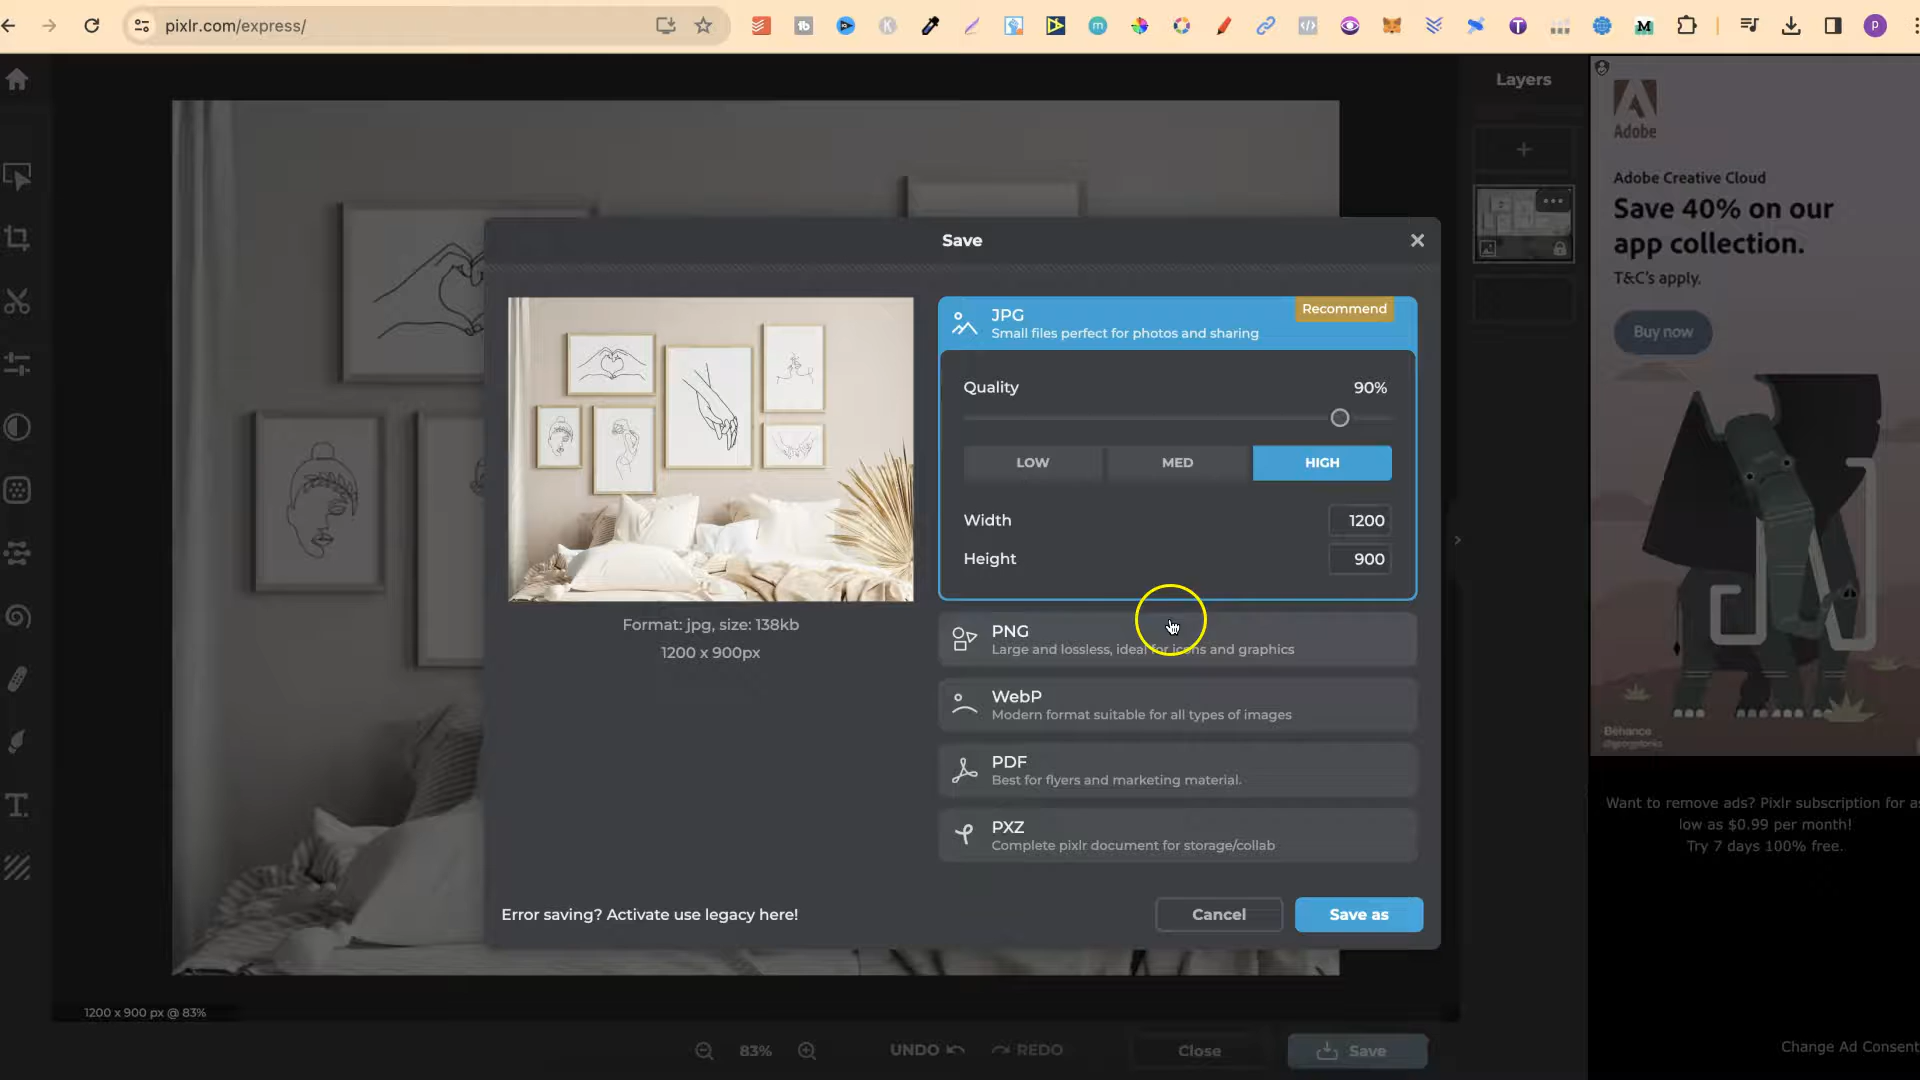 pixlr.com/express/
Layers
Adobe
Adobe Creative Cloud
Save 40% on our
app collection.
T&C's apply.
Buy now
Save
JPG
Small files perfect for photos and sharing
Recommend
Quality
90%
LOW
MED
HIGH
Width
1200
Height
900
Format: jpg, size: 138kb
1200 x 900px
PNG
Large and lossless, ideal for icons and graphics
WebP
Modern format suitable for all types of images
PDF
Best for flyers and marketing material.
PXZ
Complete pixlr document for storage/collab
Error saving? Activate use legacy here!
Cancel
Save as
Bēhance
Want to remove ads? Pixlr subscription for as
low as $0.99 per month!
Try 7 days 100% free.
1200 x 900 px @ 83%
83%
UNDO
REDO
Close
Save
Change Ad Consent